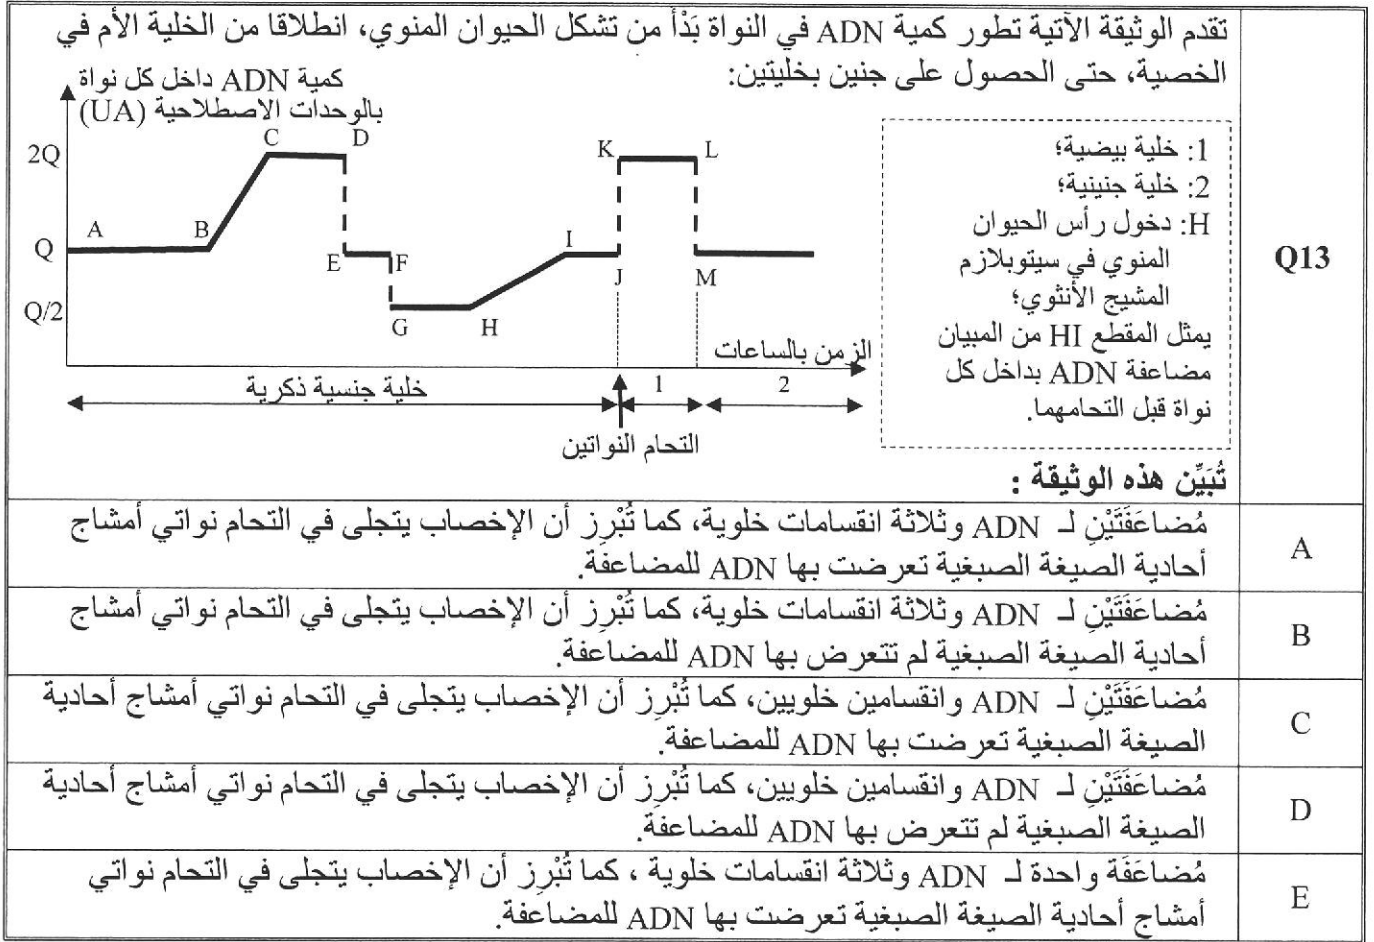 تقدم الوثيقة الآتية تطور كمية ADN في النواة بَدْأً من تشكل الحيوان المنوي، انطلاقا من الخلية الأم في
الخصية، حتى الحصول على جنين بخليتين:
كمية ADN داخل كل نواة
بالوحدات الاصطلاحية (UA)
2Q
Q
Q/2
A
B
C
D
E
F
G
H
I
J
K
L
M
الزمن بالساعات
خلية جنسية ذكرية
1
2
التحام النواتين
1: خلية بيضية؛
2: خلية جنينية؛
H: دخول رأس الحيوان
المنوي في سيتوبلازم
المشيج الأنثوي؛
يمثل المقطع HI من المبيان
مضاعفة ADN بداخل كل
نواة قبل التحامهما.
Q13
تُبَيِّن هذه الوثيقة :
A
مُضاعَفَتَيْنِ لـ ADN وثلاثة انقسامات خلوية، كما تُبْرِز أن الإخصاب يتجلى في التحام نواتي أمشاج
أحادية الصيغة الصبغية تعرضت بها ADN للمضاعفة.
B
مُضاعَفَتَيْنِ لـ ADN وثلاثة انقسامات خلوية، كما تُبْرِز أن الإخصاب يتجلى في التحام نواتي أمشاج
أحادية الصيغة الصبغية لم تتعرض بها ADN للمضاعفة.
C
مُضاعَفَتَيْنِ لـ ADN وانقسامين خلويين، كما تُبْرِز أن الإخصاب يتجلى في التحام نواتي أمشاج أحادية
الصيغة الصبغية تعرضت بها ADN للمضاعفة.
D
مُضاعَفَتَيْنِ لـ ADN وانقسامين خلويين، كما تُبْرِز أن الإخصاب يتجلى في التحام نواتي أمشاج أحادية
الصيغة الصبغية لم تتعرض بها ADN للمضاعفة.
E
مُضاعَفَة واحدة لـ ADN وثلاثة انقسامات خلوية ، كما تُبْرِز أن الإخصاب يتجلى في التحام نواتي
أمشاج أحادية الصيغة الصبغية تعرضت بها ADN للمضاعفة.